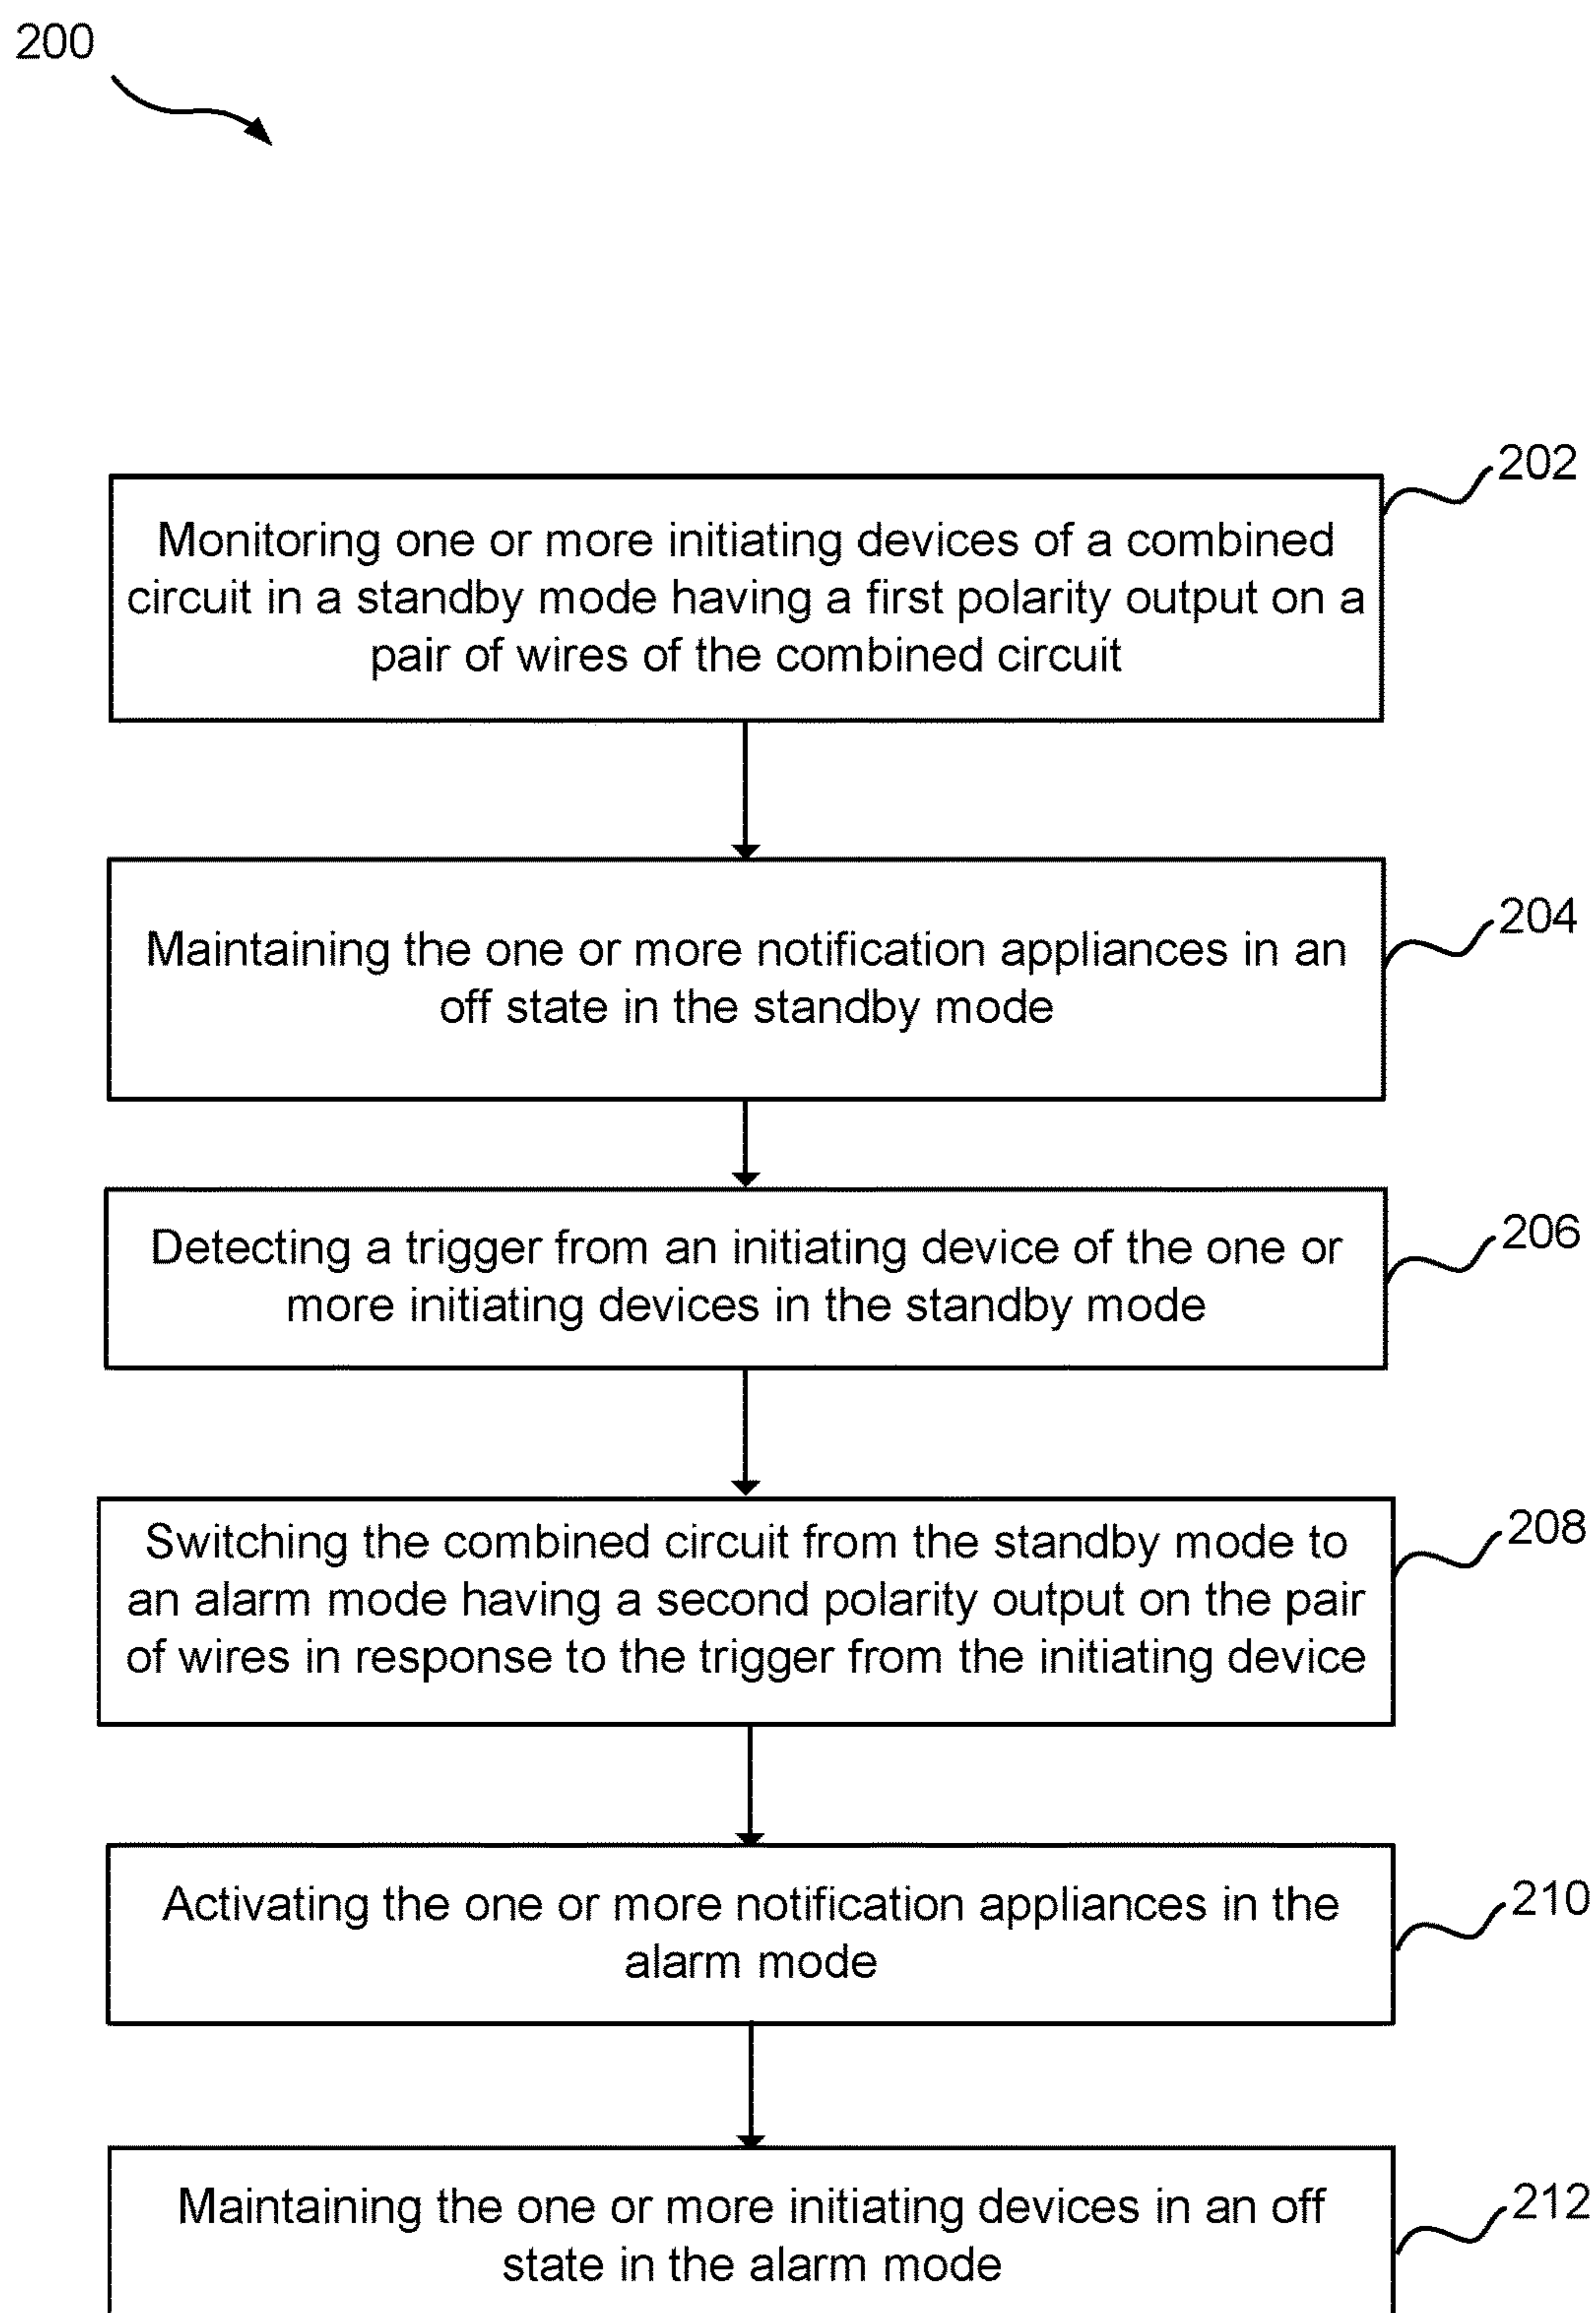 200
202
Monitoring one or more initiating devices of a combined
circuit in a standby mode having a first polarity output on a
pair of wires of the combined circuit
204
Maintaining the one or more notification appliances in an
off state in the standby mode
206
Detecting a trigger from an initiating device of the one or
more initiating devices in the standby mode
208
Switching the combined circuit from the standby mode to
an alarm mode having a second polarity output on the pair
of wires in response to the trigger from the initiating device
210
Activating the one or more notification appliances in the
alarm mode
212
Maintaining the one or more initiating devices in an off
state in the alarm mode